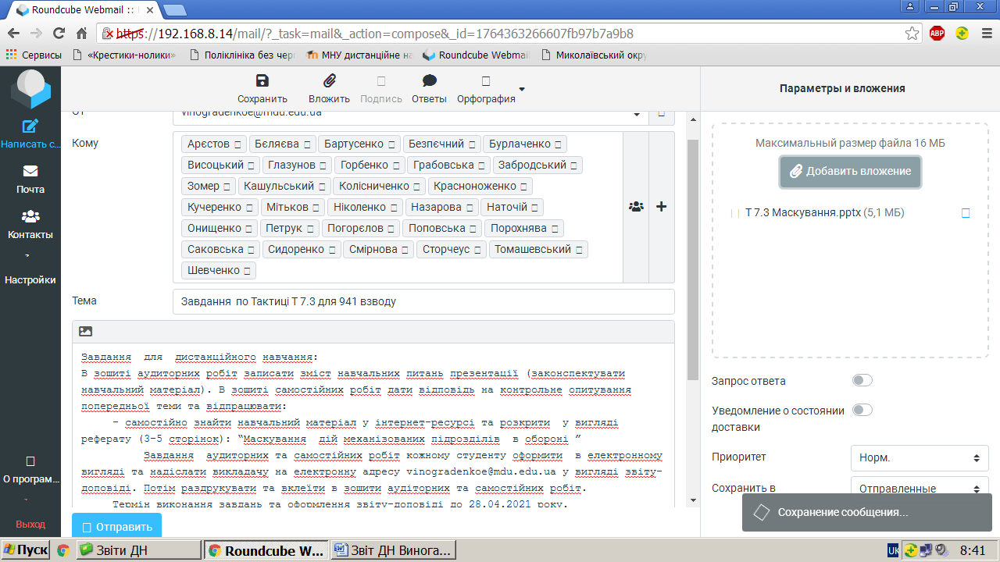 Roundcube Webmail ::
https://192.168.8.14/mail/?_task=mail&_action=compose&_id=1764363266607fb97b7a9b8
ABP
Сервисы «Крестики-нолики» Поліклініка без чер МНУ дистанційне на Roundcube Webmail Миколаївський окру
Сохранить Вложить Подпись Ответы Орфография
Параметры и вложения
Написать с...
Почта
Контакты
Настройки
О програм...
Выход
От vinogradenkoe@mdu.edu.ua
Кому
Арєстов Бєляєва Бартусенко Безпєчний Бурлаченко
Висоцький Глазунов Горбенко Грабовська Забродський
Зомер Кашульський Колісниченко Красноноженко
Кучеренко Мітьков Ніколенко Назарова Наточій
Онищенко Петрук Погорєлов Поповська Порохнява
Саковська Сидоренко Смірнова Сторчеус Томашевський
Шевченко
Тема Завдання по Тактиці Т 7.3 для 941 взводу
Завдання для дистанційного навчання:
В зошиті аудиторних робіт записати зміст навчальних питань презентації (законспектувати
навчальний матеріал). В зошиті самостійних робіт дати відповідь на контрольне опитування
попередньої теми та відпрацювати:
- самостійно знайти навчальний матеріал у інтернет-ресурсі та розкрити у вигляді
реферату (3-5 сторінок): “Маскування дій механізованих підрозділів в обороні ”
Завдання аудиторних та самостійних робіт кожному студенту оформити в електронному
вигляді та надіслати викладачу на електронну адресу vinogradenkoe@mdu.edu.ua у вигляді звіту-
доповіді. Потім раздрукувати та вклеїти в зошити аудіторних та самостійних робіт.
Термін виконання завдань та оформлення звіту-доповіді до 28.04.2021 року.
Отправить
Максимальный размер файла 16 МБ
Добавить вложение
Т 7.3 Маскування.pptx (5,1 МБ)
Запрос ответа
Уведомление о состоянии
доставки
Приоритет Норм.
Сохранить в Отправленные
Сохранение сообщения...
Пуск Звіти ДН Roundcube W... Звіт ДН Винога... UK 8:41